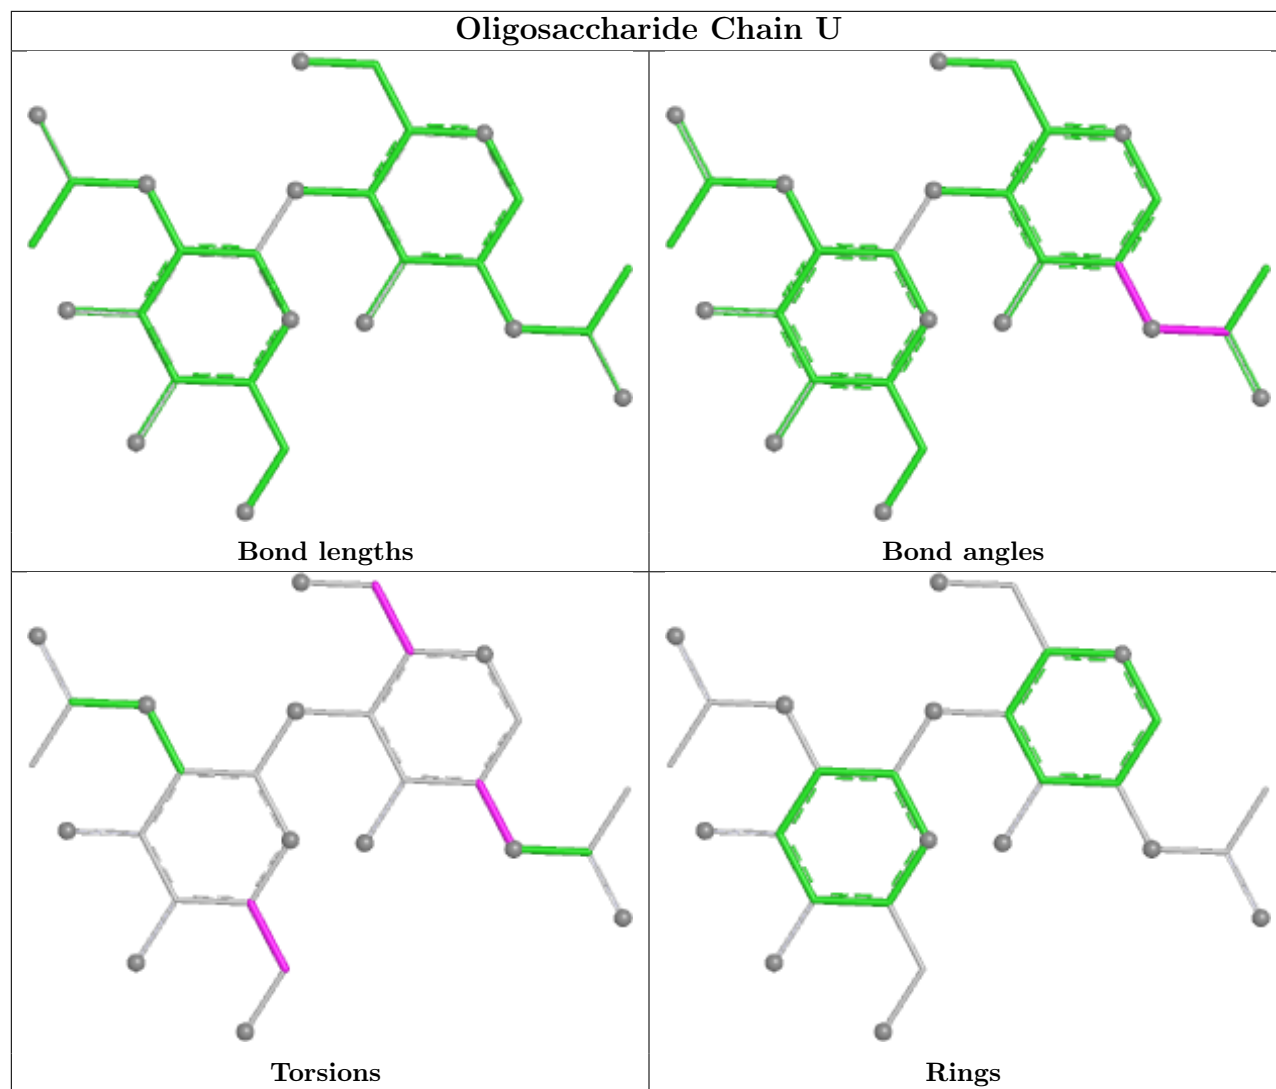 Oligosaccharide Chain U
Bond lengths
Bond angles
Torsions
Rings